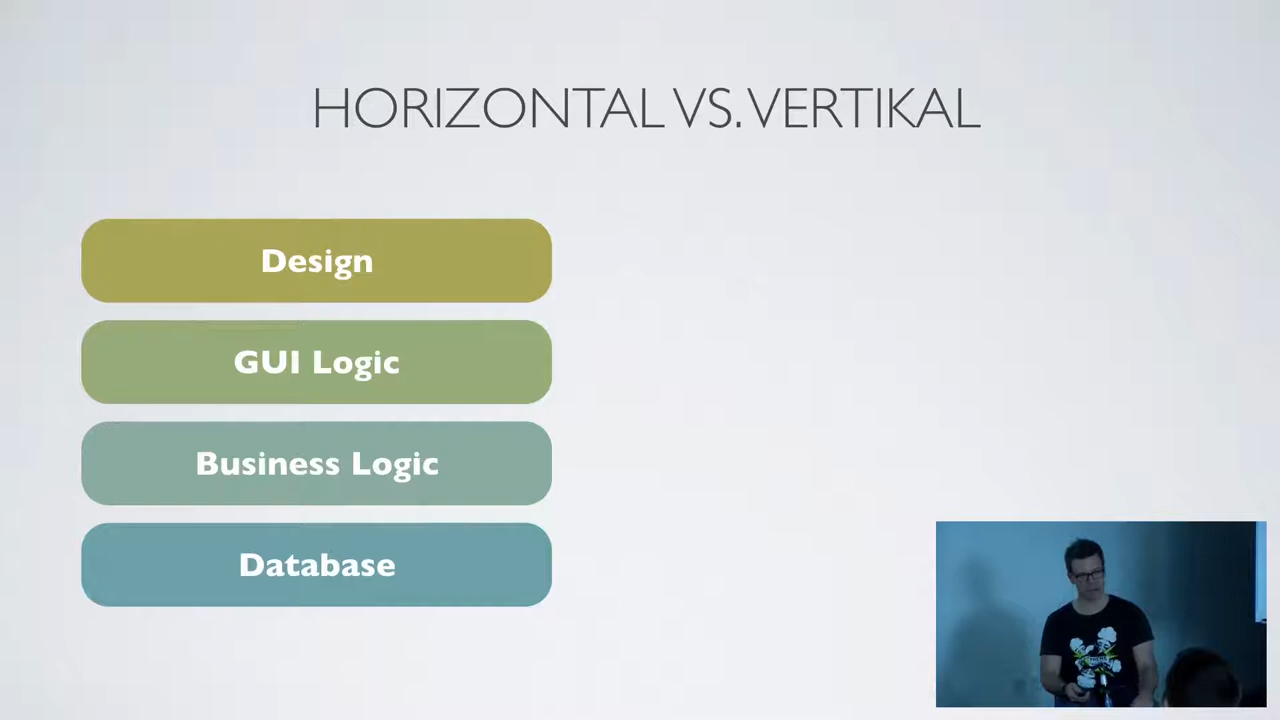 HORIZONTAL VS. VERTIKAL
Design
GUI Logic
Business Logic
Database